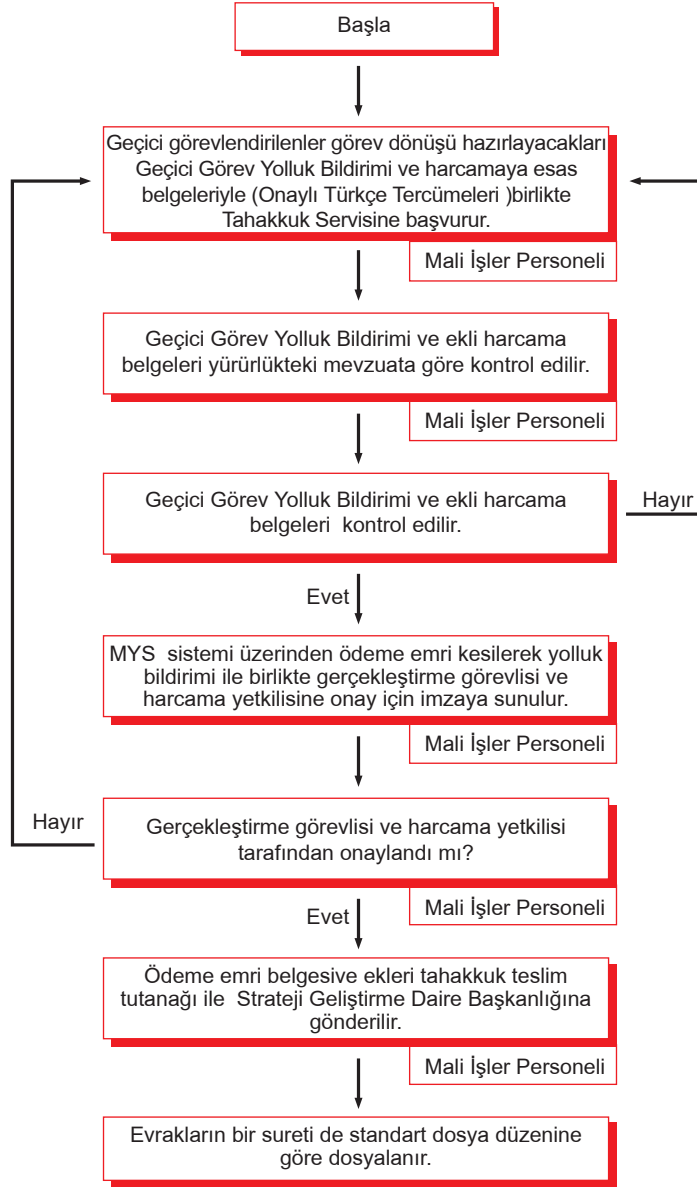 Başla
Geçici görevlendirilenler görev dönüşü hazırlayacakları
Geçici Görev Yolluk Bildirimi ve harcamaya esas
belgeleriyle (Onaylı Türkçe Tercümeleri )birlikte
Tahakkuk Servisine başvurur.
Mali İşler Personeli
Geçici Görev Yolluk Bildirimi ve ekli harcama
belgeleri yürürlükteki mevzuata göre kontrol edilir.
Mali İşler Personeli
Geçici Görev Yolluk Bildirimi ve ekli harcama
belgeleri kontrol edilir.
Hayır
Evet
MYS sistemi üzerinden ödeme emri kesilerek yolluk
bildirimi ile birlikte gerçekleştirme görevlisi ve
harcama yetkilisine onay için imzaya sunulur.
Mali İşler Personeli
Hayır
Gerçekleştirme görevlisi ve harcama yetkilisi
tarafından onaylandı mı?
Mali İşler Personeli
Evet
Ödeme emri belgesive ekleri tahakkuk teslim
tutanağı ile Strateji Geliştirme Daire Başkanlığına
gönderilir.
Mali İşler Personeli
Evrakların bir sureti de standart dosya düzenine
göre dosyalanır.